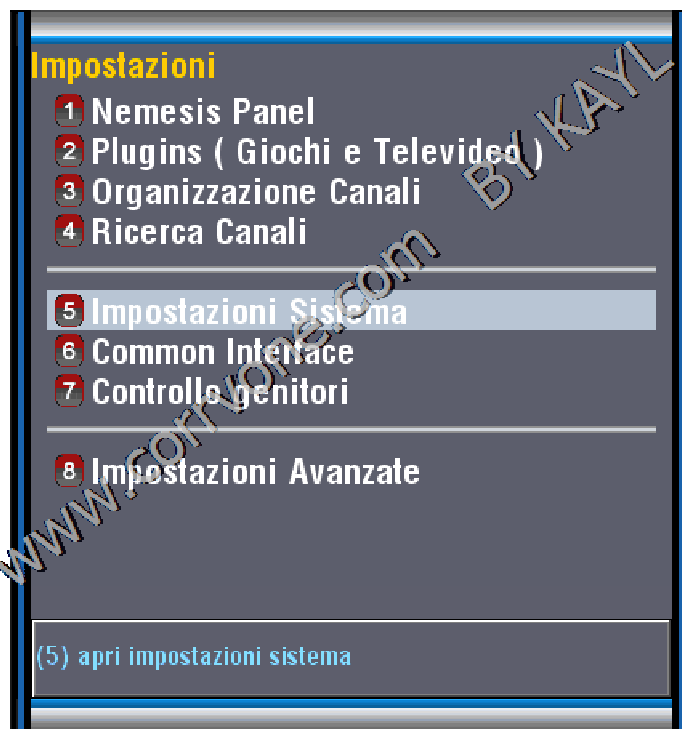 Impostazioni
1 Nemesis Panel
2 Plugins ( Giochi e Televideo )
3 Organizzazione Canali
4 Ricerca Canali
5 Impostazioni Sistema
6 Common Interface
7 Controllo genitori
8 Impostazioni Avanzate
(5) apri impostazioni sistema
www.corrvone.com BY KAYL